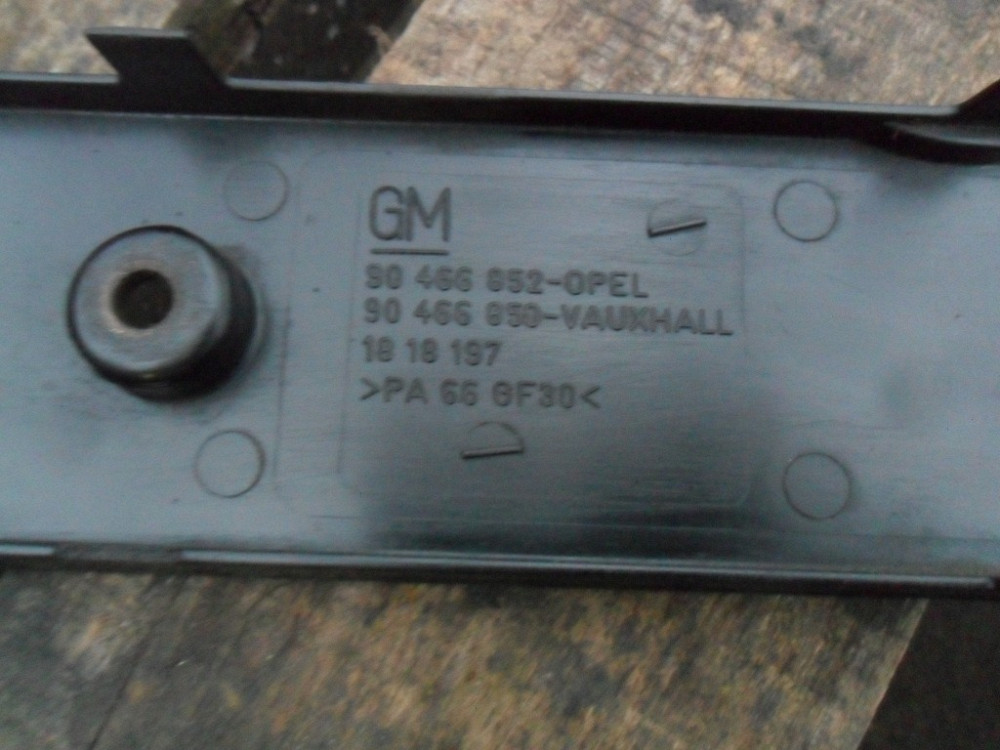 GM
90 466 852-OPEL
90 466 850-VAUXHALL
18 18 197
>PA 66 GF30<